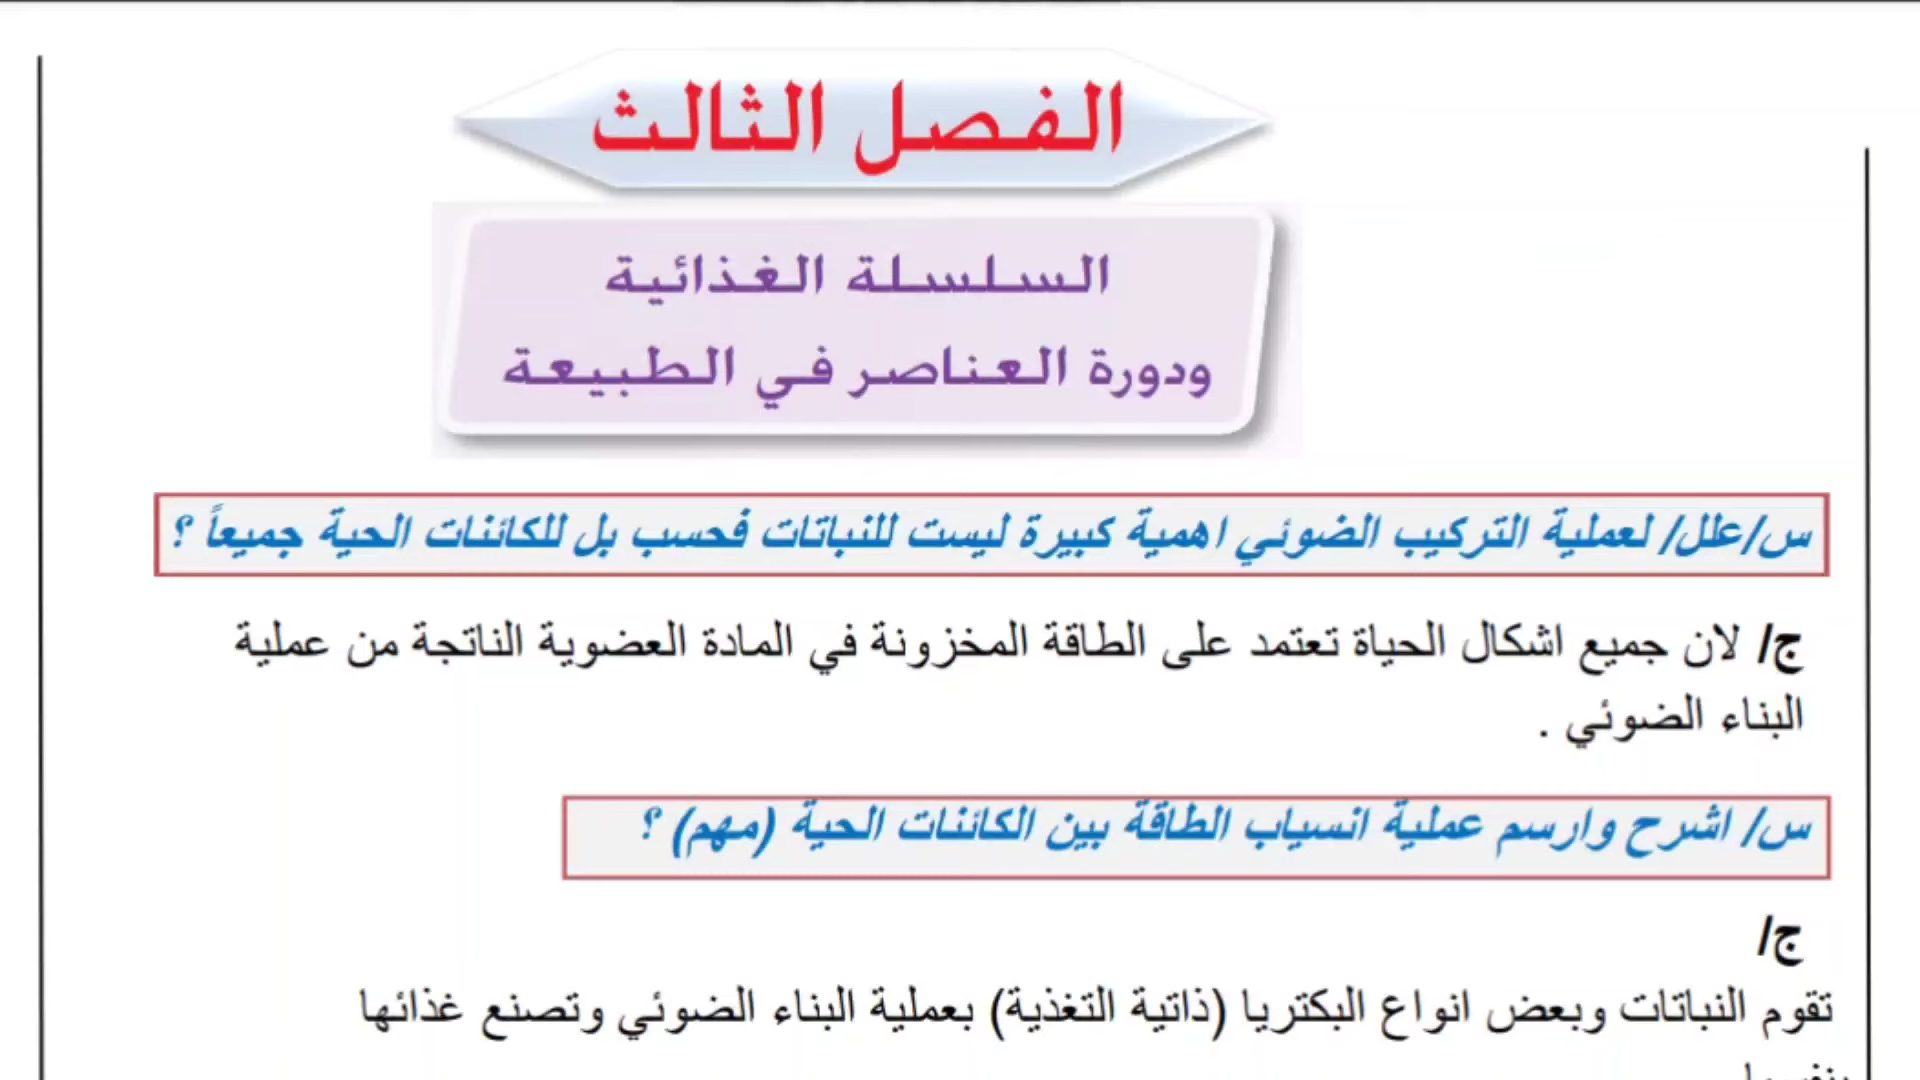 الفصل الثالث
السلسلة الغذائية
ودورة العناصر في الطبيعة
س/علل/ لعملية التركيب الضوئي اهمية كبيرة ليست للنباتات فحسب بل للكائنات الحية جميعاً ؟
ج/ لان جميع اشكال الحياة تعتمد على الطاقة المخزونة في المادة العضوية الناتجة من عملية
البناء الضوئي .
س/ اشرح وارسم عملية انسياب الطاقة بين الكائنات الحية (مهم) ؟
ج/
تقوم النباتات وبعض انواع البكتريا (ذاتية التغذية) بعملية البناء الضوئي وتصنع غذائها